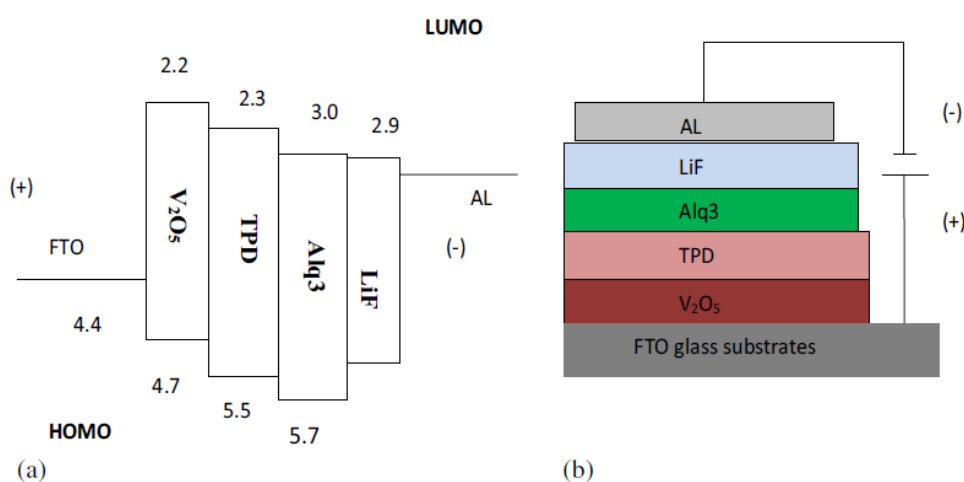 LUMO
2.2
2.3
3.0
2.9
(+)
FTO
4.4
V₂O₅
TPD
Alq3
LiF
AL
(-)
4.7
5.5
5.7
HOMO
(a)
AL
LiF
Alq3
TPD
V₂O₅
FTO glass substrates
(-)
(+)
(b)